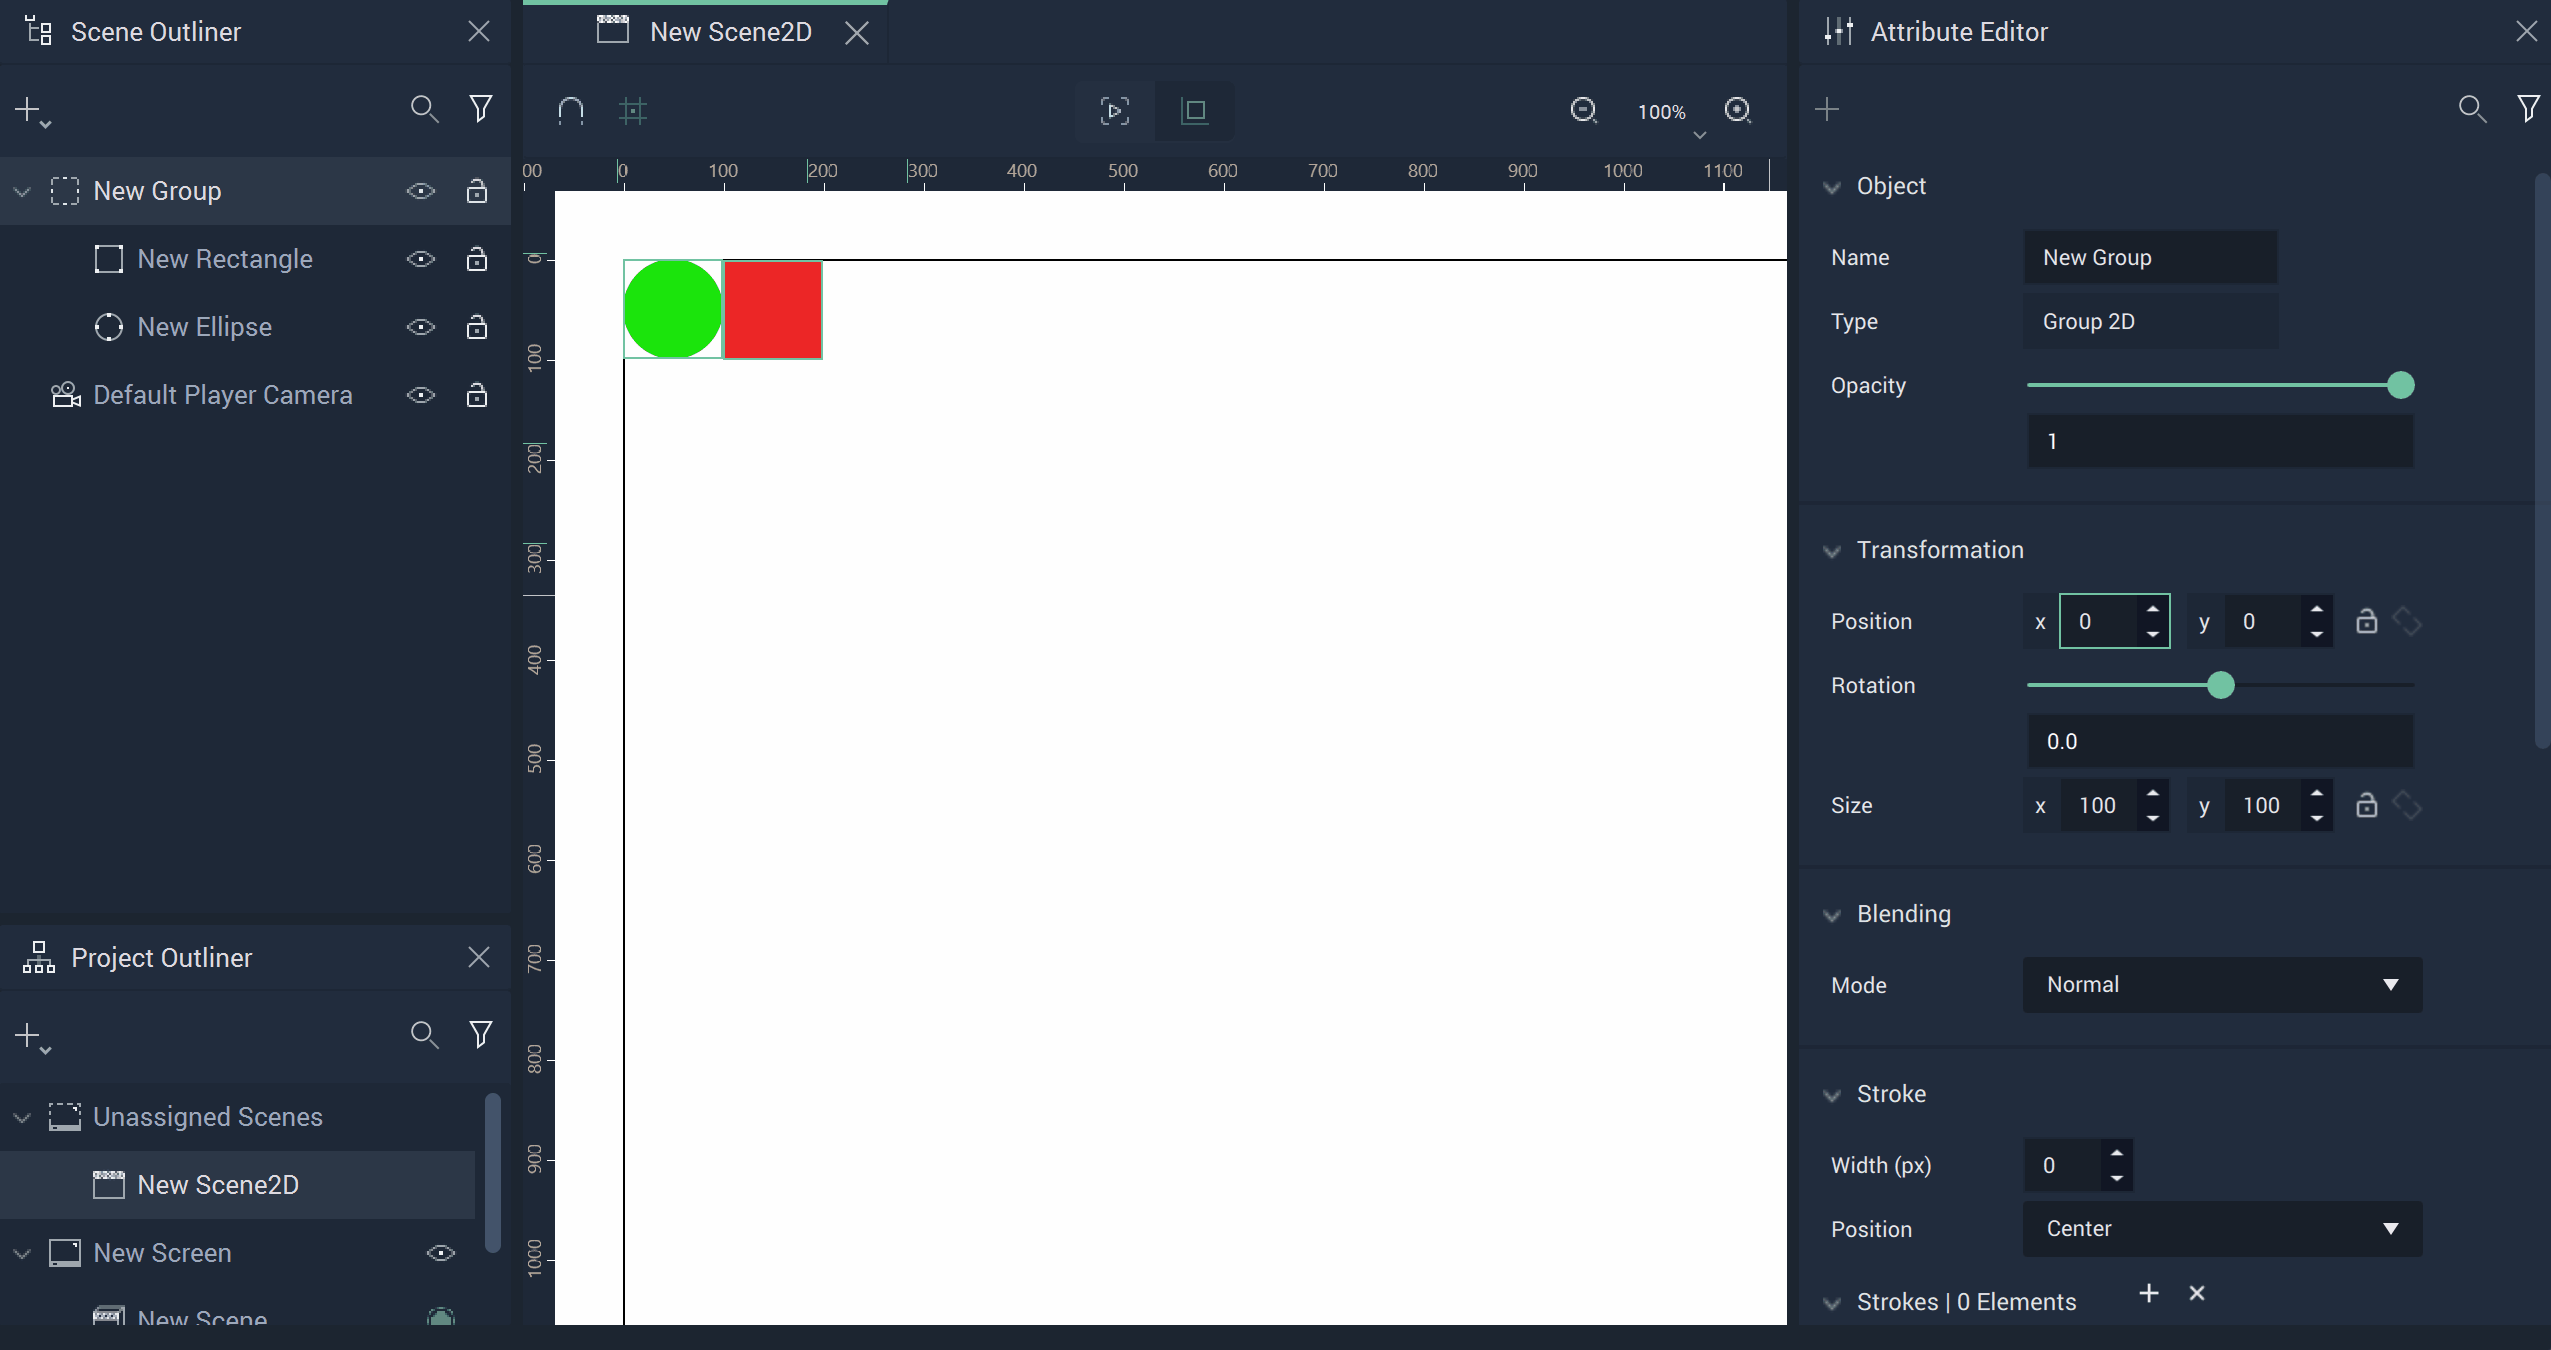 Scene Outliner
New Group
New Rectangle
New Ellipse
Default Player Camera
Project Outliner
Unassigned Scenes
New Scene2D
New Screen
New Scene
New Scene2D
100%
00 0 100 200 300 400 500 600 700 800 900 1000 1100
0
100
200
300
400
500
600
700
800
900
1000
Attribute Editor
Object
Name New Group
Type Group 2D
Opacity
1
Transformation
Position x 0 y 0
Rotation
0.0
Size x 100 y 100
Blending
Mode Normal
Stroke
Width (px) 0
Position Center
Strokes | 0 Elements